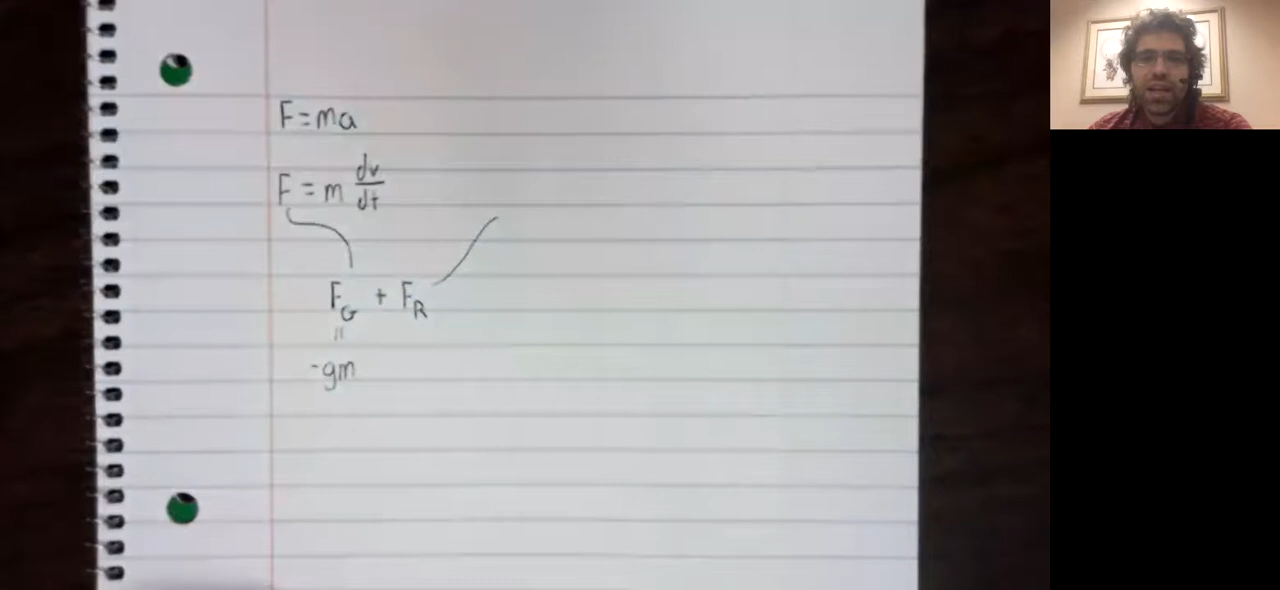 F = ma
F = m dv/dt
F_G + F_R
=
-gm